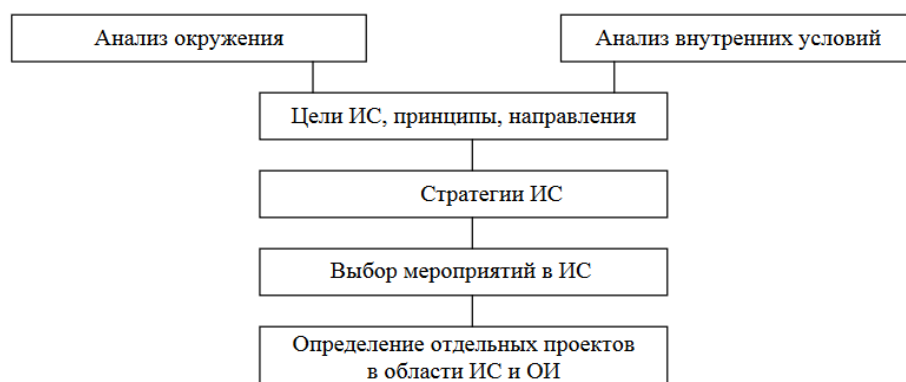 Анализ окружения
Анализ внутренних условий
Цели ИС, принципы, направления
Стратегии ИС
Выбор мероприятий в ИС
Определение отдельных проектов
в области ИС и ОИ